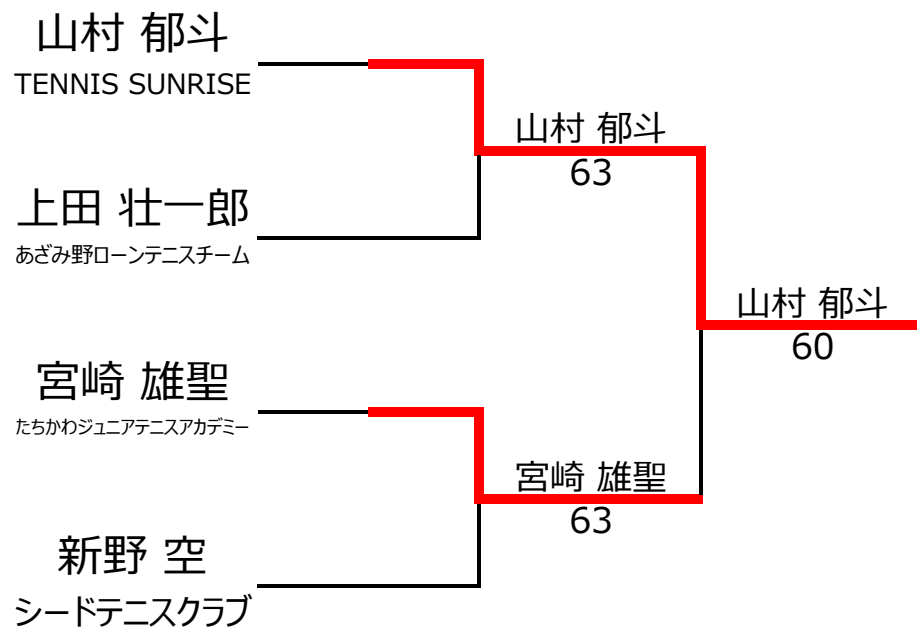 山村 郁斗
TENNIS SUNRISE
山村 郁斗
63
上田 壮一郎
あざみ野ローンテニスチーム
山村 郁斗
60
宮崎 雄聖
たちかわジュニアテニスアカデミー
宮崎 雄聖
63
新野 空
シードテニスクラブ